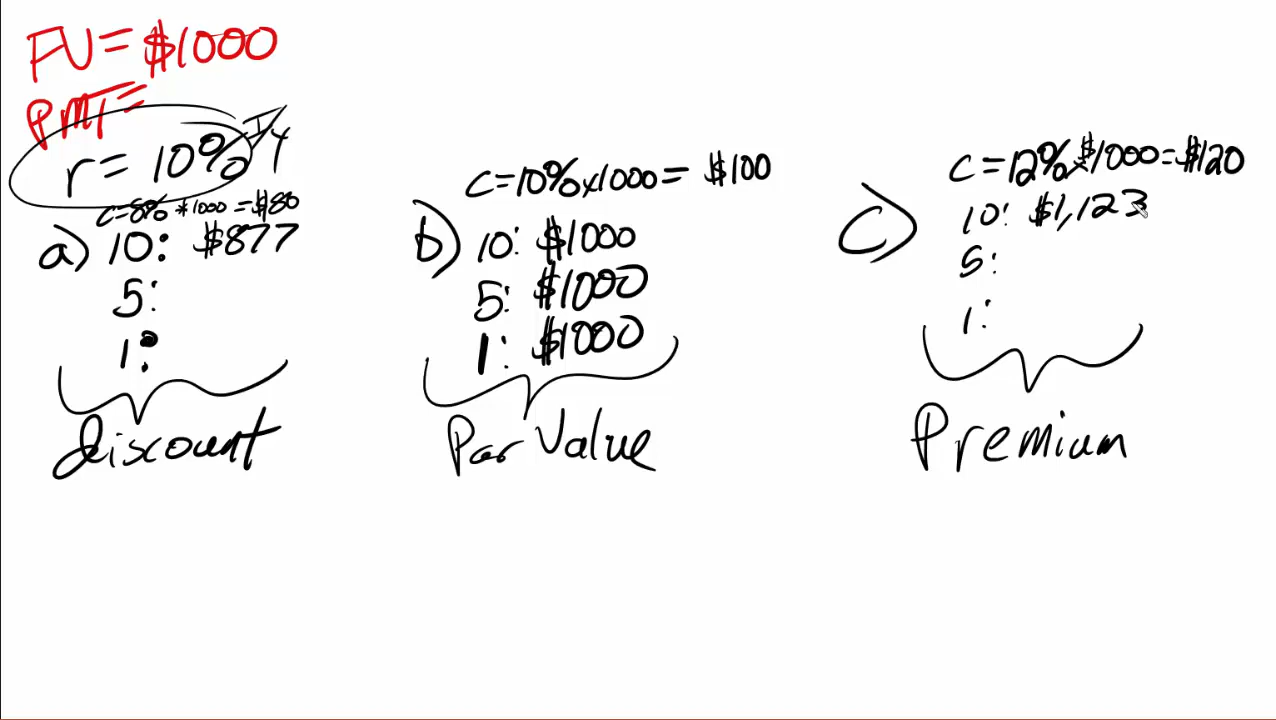 FV = $1000
PMT =
r = 10% I/Y
c = 8% * 1000 = $80
a) 10: $877
5:
1:
discount
c = 10% x 1000 = $100
b) 10: $1000
5: $1000
1: $1000
Par Value
c = 12% x $1000 = $120
c) 10: $1,123
5:
1:
Premium